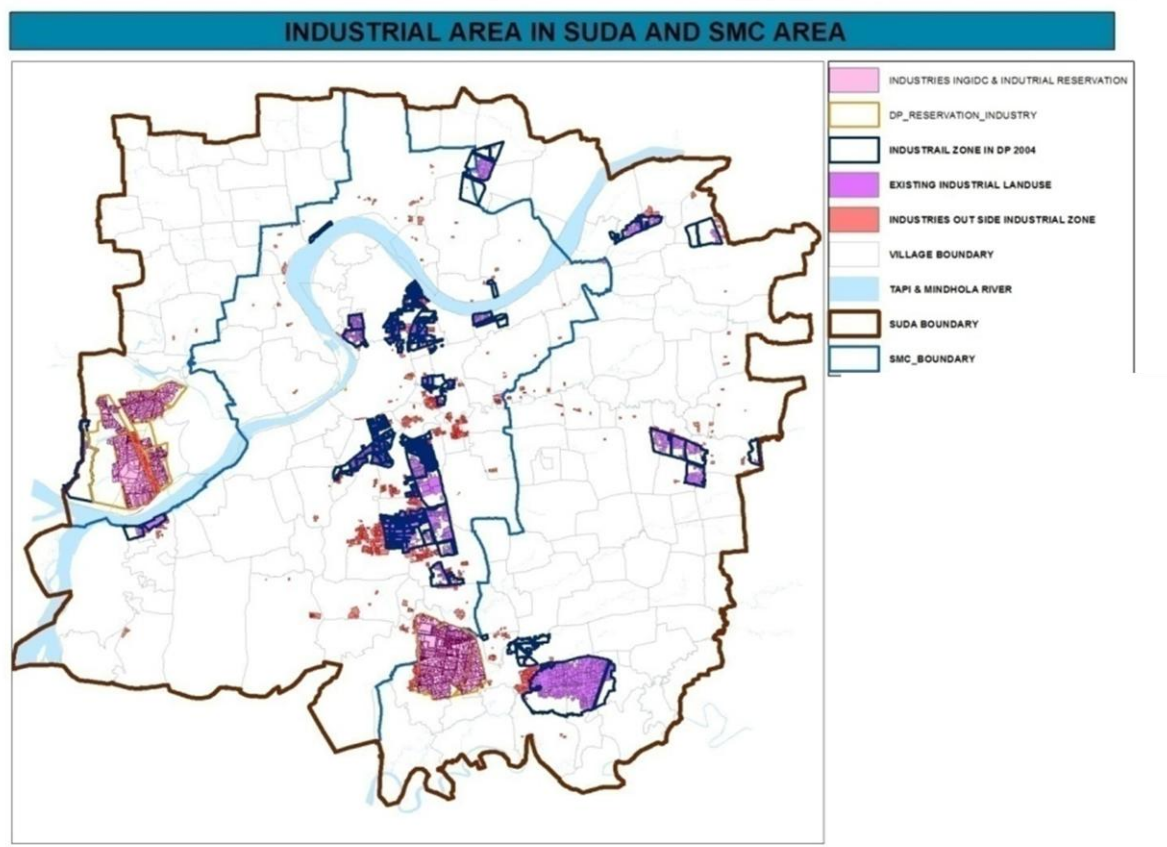 INDUSTRIAL AREA IN SUDA AND SMC AREA
INDUSTRIES INGIDC & INDUTRIAL RESERVATION
DP_RESERVATION_INDUSTRY
INDUSTRAIL ZONE IN DP 2004
EXISTING INDUSTRIAL LANDUSE
INDUSTRIES OUT SIDE INDUSTRIAL ZONE
VILLAGE BOUNDARY
TAPI & MINDHOLA RIVER
SUDA BOUNDARY
SMC_BOUNDARY